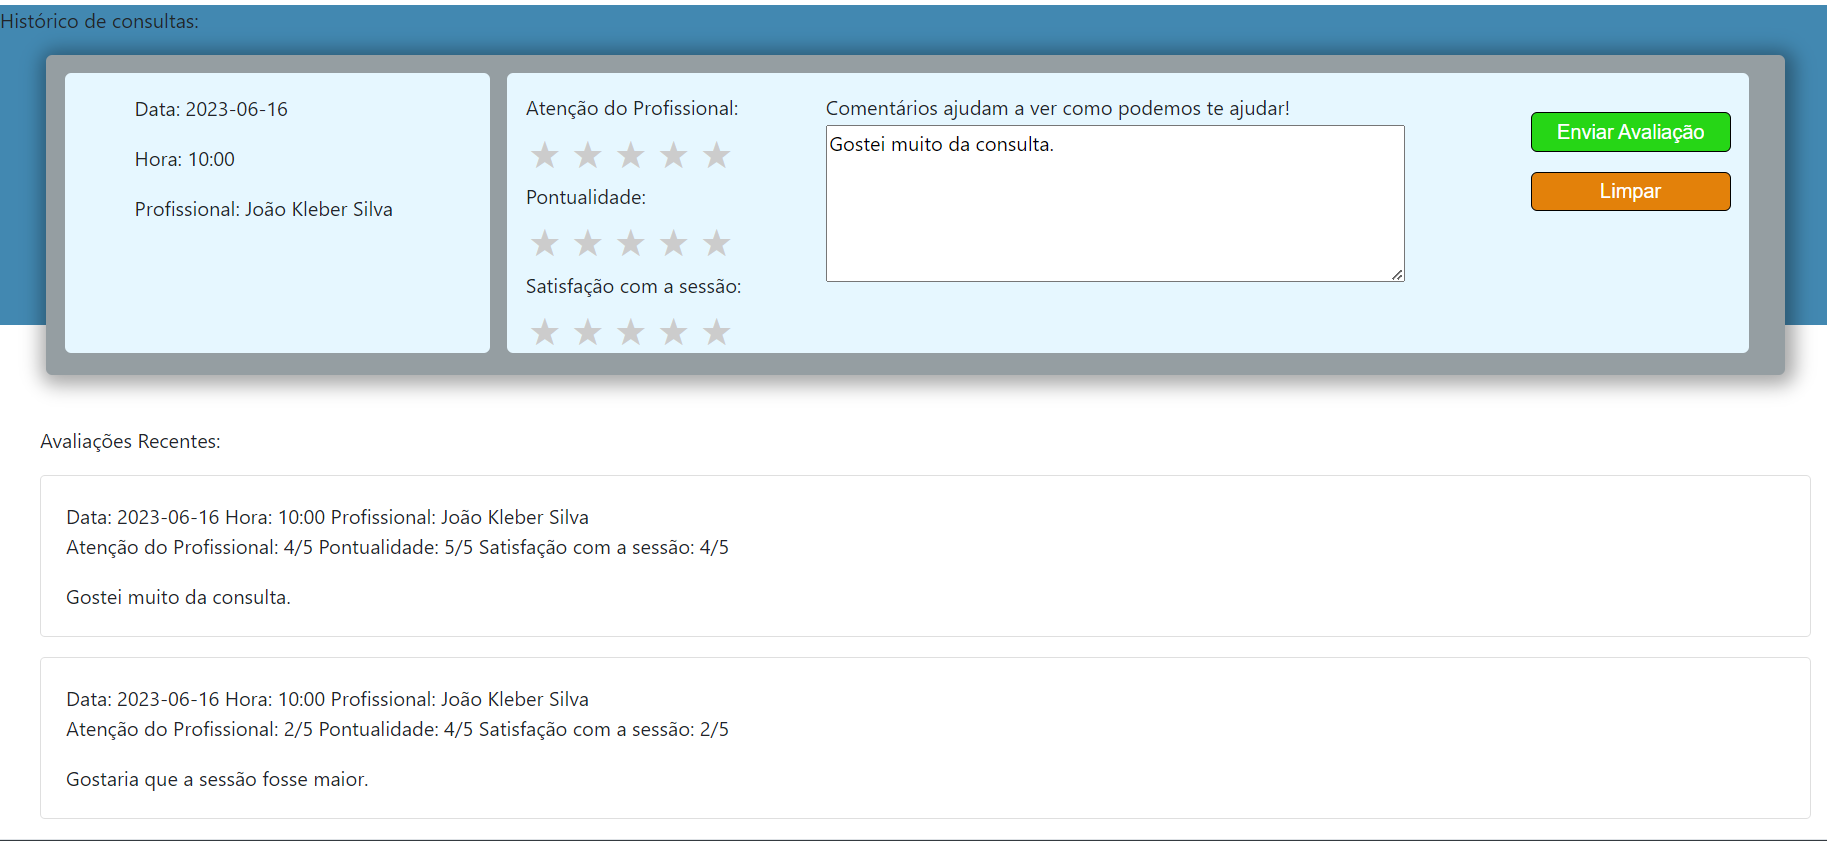 Histórico de consultas:
Data: 2023-06-16
Hora: 10:00
Profissional: João Kleber Silva
Atenção do Profissional:
Pontualidade:
Satisfação com a sessão:
Comentários ajudam a ver como podemos te ajudar!
Gostei muito da consulta.
Enviar Avaliação
Limpar
Avaliações Recentes:
Data: 2023-06-16 Hora: 10:00 Profissional: João Kleber Silva
Atenção do Profissional: 4/5 Pontualidade: 5/5 Satisfação com a sessão: 4/5
Gostei muito da consulta.
Data: 2023-06-16 Hora: 10:00 Profissional: João Kleber Silva
Atenção do Profissional: 2/5 Pontualidade: 4/5 Satisfação com a sessão: 2/5
Gostaria que a sessão fosse maior.